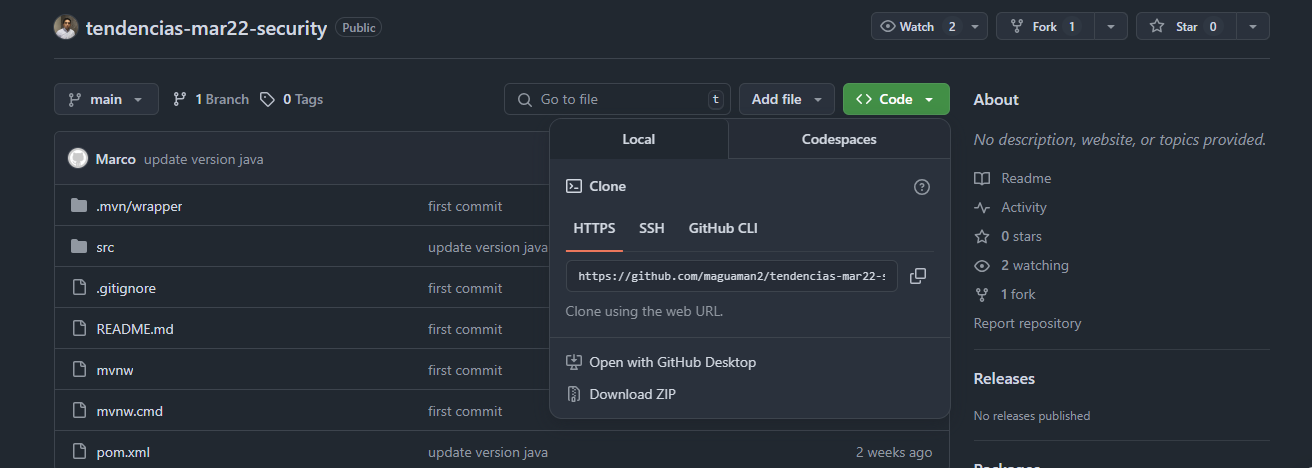 tendencias-mar22-security Public Watch 2 Fork 1 Star 0
main 1 Branch 0 Tags Go to file t Add file Code
About
No description, website, or topics provided.
Readme
Activity
0 stars
2 watching
1 fork
Report repository
Releases
No releases published
Packages
Marco update version java
.mvn/wrapper first commit
src update version java
.gitignore first commit
README.md first commit
mvnw first commit
mvnw.cmd first commit
pom.xml update version java 2 weeks ago
Local Codespaces
Clone
HTTPS SSH GitHub CLI
https://github.com/maguaman2/tendencias-mar22-s
Clone using the web URL.
Open with GitHub Desktop
Download ZIP